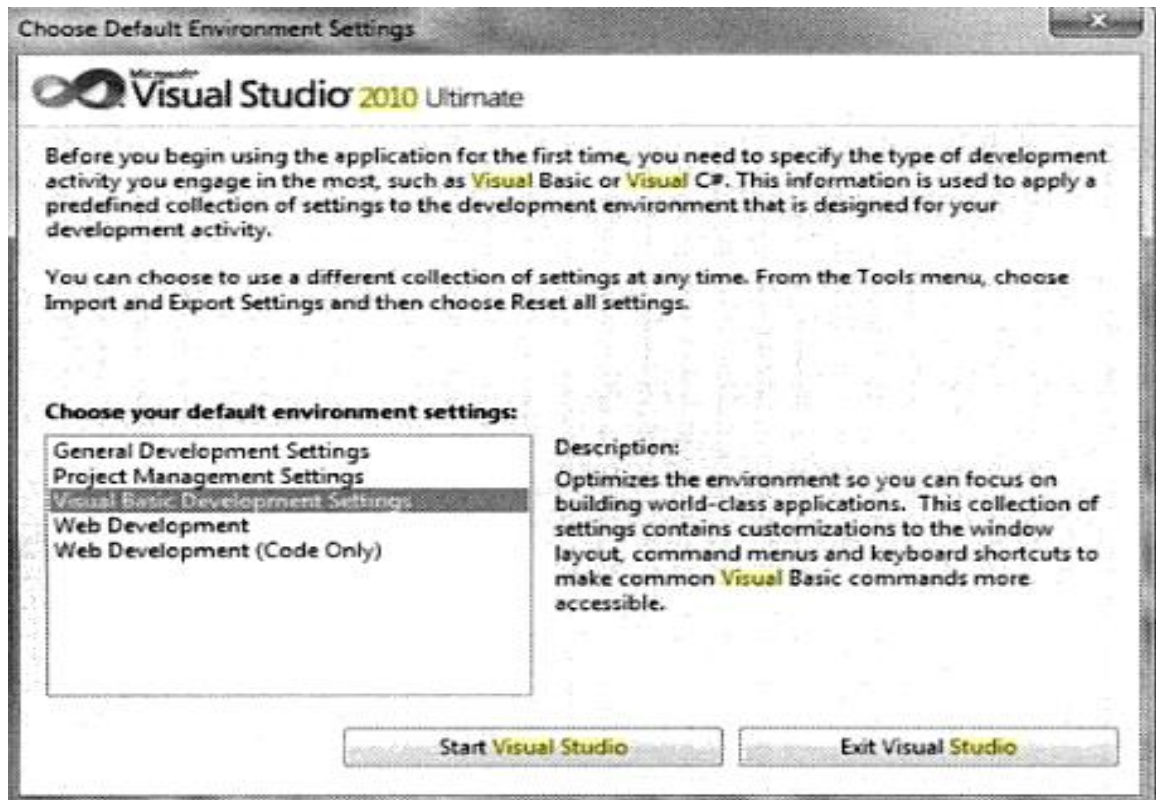 Choose Default Environment Settings
Microsoft
Visual Studio 2010 Ultimate
Before you begin using the application for the first time, you need to specify the type of development
activity you engage in the most, such as Visual Basic or Visual C#. This information is used to apply a
predefined collection of settings to the development environment that is designed for your
development activity.
You can choose to use a different collection of settings at any time. From the Tools menu, choose
Import and Export Settings and then choose Reset all settings.
Choose your default environment settings:
General Development Settings
Project Management Settings
Visual Basic Development Settings
Web Development
Web Development (Code Only)
Description:
Optimizes the environment so you can focus on
building world-class applications. This collection of
settings contains customizations to the window
layout, command menus and keyboard shortcuts to
make common Visual Basic commands more
accessible.
Start Visual Studio
Exit Visual Studio